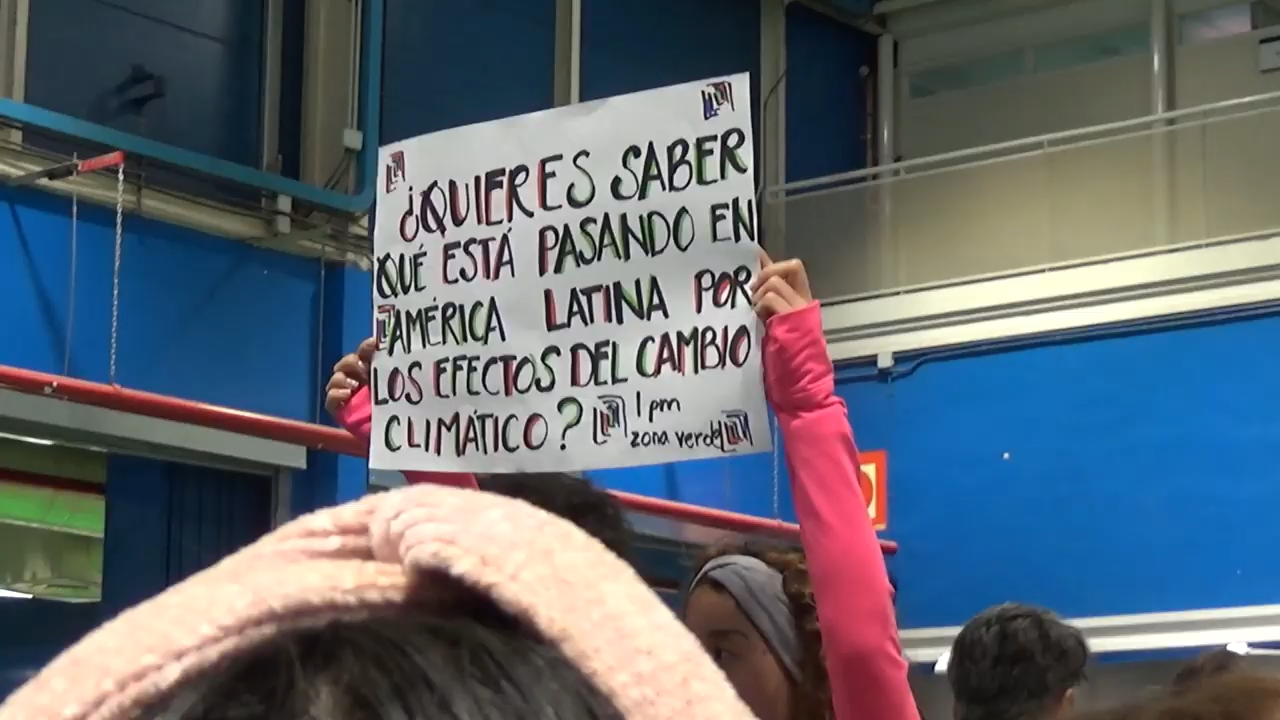 ¿QUIERES SABER
QUÉ ESTÁ PASANDO EN
AMÉRICA LATINA POR
LOS EFECTOS DEL CAMBIO
CLIMÁTICO? 1 pm
zona verde